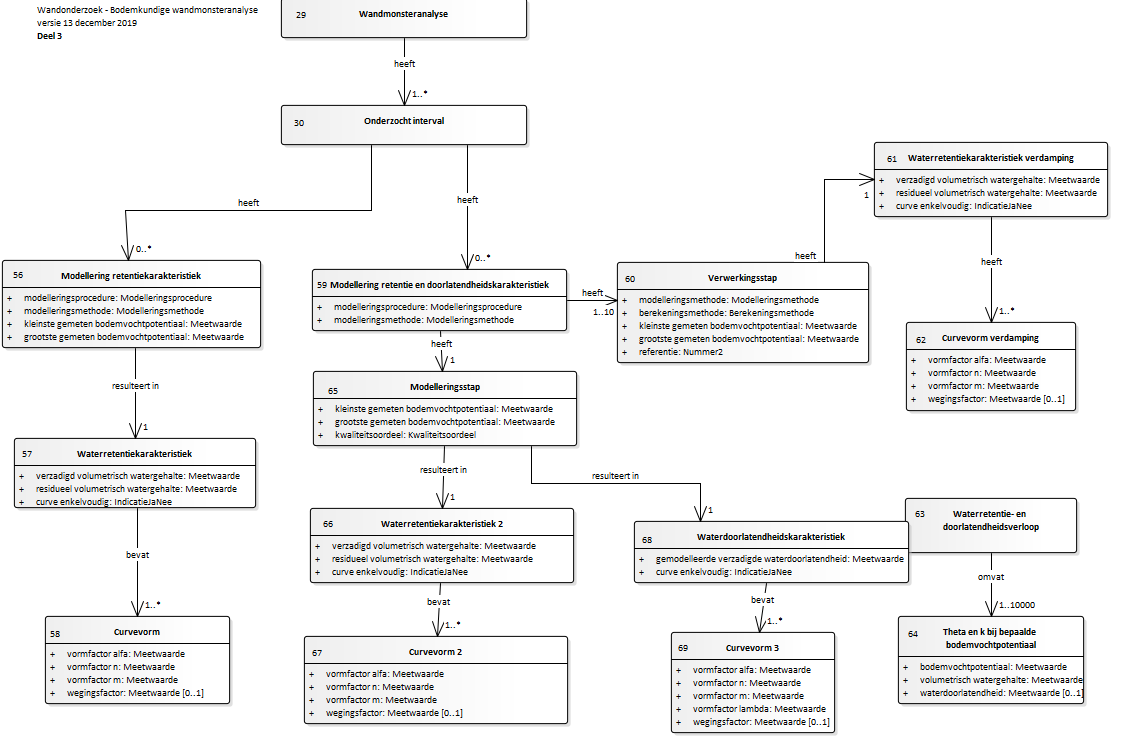 Wandonderzoek - Bodemkundige wandmonsteranalyse
versie 13 december 2019
Deel 3
29 Wandmonsteranalyse
heeft
1..*
30 Onderzocht interval
heeft
0..*
heeft
0..*
56 Modellering retentiekarakteristiek
+ modelleringsprocedure: Modelleringsprocedure
+ modelleringsmethode: Modelleringsmethode
+ kleinste gemeten bodemvochtpotentiaal: Meetwaarde
+ grootste gemeten bodemvochtpotentiaal: Meetwaarde
resulteert in
1
57 Waterretentiekarakteristiek
+ verzadigd volumetrisch watergehalte: Meetwaarde
+ residueel volumetrisch watergehalte: Meetwaarde
+ curve enkelvoudig: IndicatieJaNee
bevat
1..*
58 Curvevorm
+ vormfactor alfa: Meetwaarde
+ vormfactor n: Meetwaarde
+ vormfactor m: Meetwaarde
+ wegingsfactor: Meetwaarde [0..1]
59 Modellering retentie en doorlatendheidskarakteristiek
+ modelleringsprocedure: Modelleringsprocedure
+ modelleringsmethode: Modelleringsmethode
heeft
1..10
60 Verwerkingsstap
+ modelleringsmethode: Modelleringsmethode
+ berekeningsmethode: Berekeningsmethode
+ kleinste gemeten bodemvochtpotentiaal: Meetwaarde
+ grootste gemeten bodemvochtpotentiaal: Meetwaarde
+ referentie: Nummer2
heeft
1
61 Waterretentiekarakteristiek verdamping
+ verzadigd volumetrisch watergehalte: Meetwaarde
+ residueel volumetrisch watergehalte: Meetwaarde
+ curve enkelvoudig: IndicatieJaNee
heeft
1..*
62 Curvevorm verdamping
+ vormfactor alfa: Meetwaarde
+ vormfactor n: Meetwaarde
+ vormfactor m: Meetwaarde
+ wegingsfactor: Meetwaarde [0..1]
heeft
1
65 Modelleringsstap
+ kleinste gemeten bodemvochtpotentiaal: Meetwaarde
+ grootste gemeten bodemvochtpotentiaal: Meetwaarde
+ kwaliteitsoordeel: Kwaliteitsoordeel
resulteert in
1
resulteert in
1
66 Waterretentiekarakteristiek 2
+ verzadigd volumetrisch watergehalte: Meetwaarde
+ residueel volumetrisch watergehalte: Meetwaarde
+ curve enkelvoudig: IndicatieJaNee
bevat
1..*
67 Curvevorm 2
+ vormfactor alfa: Meetwaarde
+ vormfactor n: Meetwaarde
+ vormfactor m: Meetwaarde
+ wegingsfactor: Meetwaarde [0..1]
68 Waterdoorlatendheidskarakteristiek
+ gemodelleerde verzadigde waterdoorlatendheid: Meetwaarde
+ curve enkelvoudig: IndicatieJaNee
bevat
1..*
69 Curvevorm 3
+ vormfactor alfa: Meetwaarde
+ vormfactor n: Meetwaarde
+ vormfactor m: Meetwaarde
+ vormfactor lambda: Meetwaarde
+ wegingsfactor: Meetwaarde [0..1]
63 Waterretentie- en
doorlatendheidsverloop
omvat
1..10000
64 Theta en k bij bepaalde
bodemvochtpotentiaal
+ bodemvochtpotentiaal: Meetwaarde
+ volumetrisch watergehalte: Meetwaarde
+ waterdoorlatendheid: Meetwaarde [0..1]